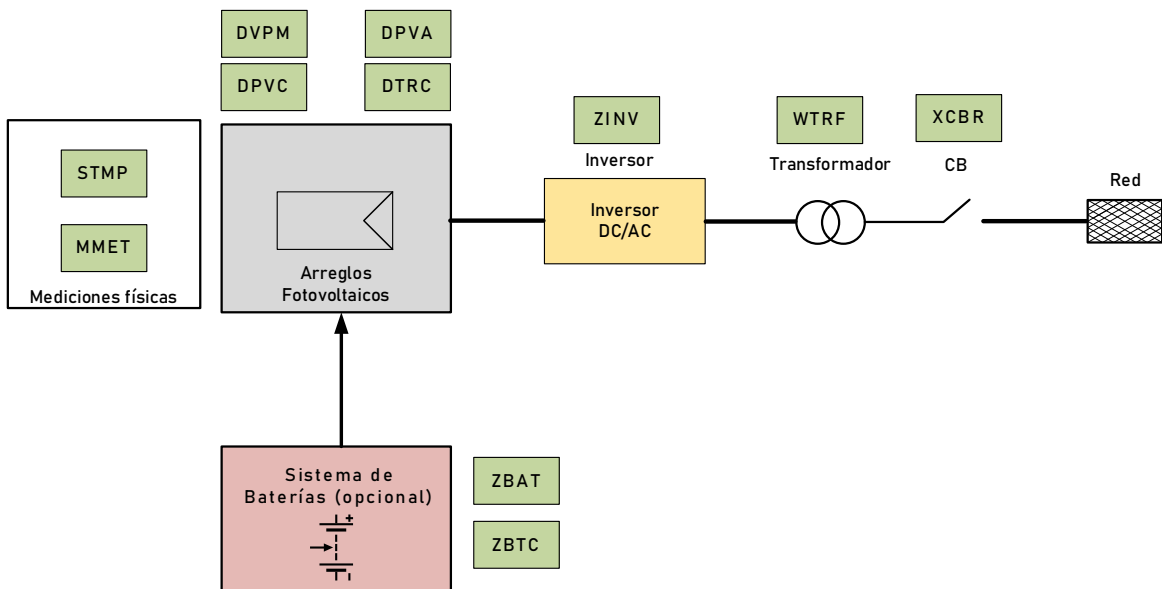 DVPM
DPVA
DPVC
DTRC
STMP
MMET
Mediciones físicas
Arreglos
Fotovoltaicos
ZINV
Inversor
Inversor
DC/AC
WTRF
Transformador
XCBR
CB
Red
Sistema de
Baterías (opcional)
+
ZBAT
ZBTC